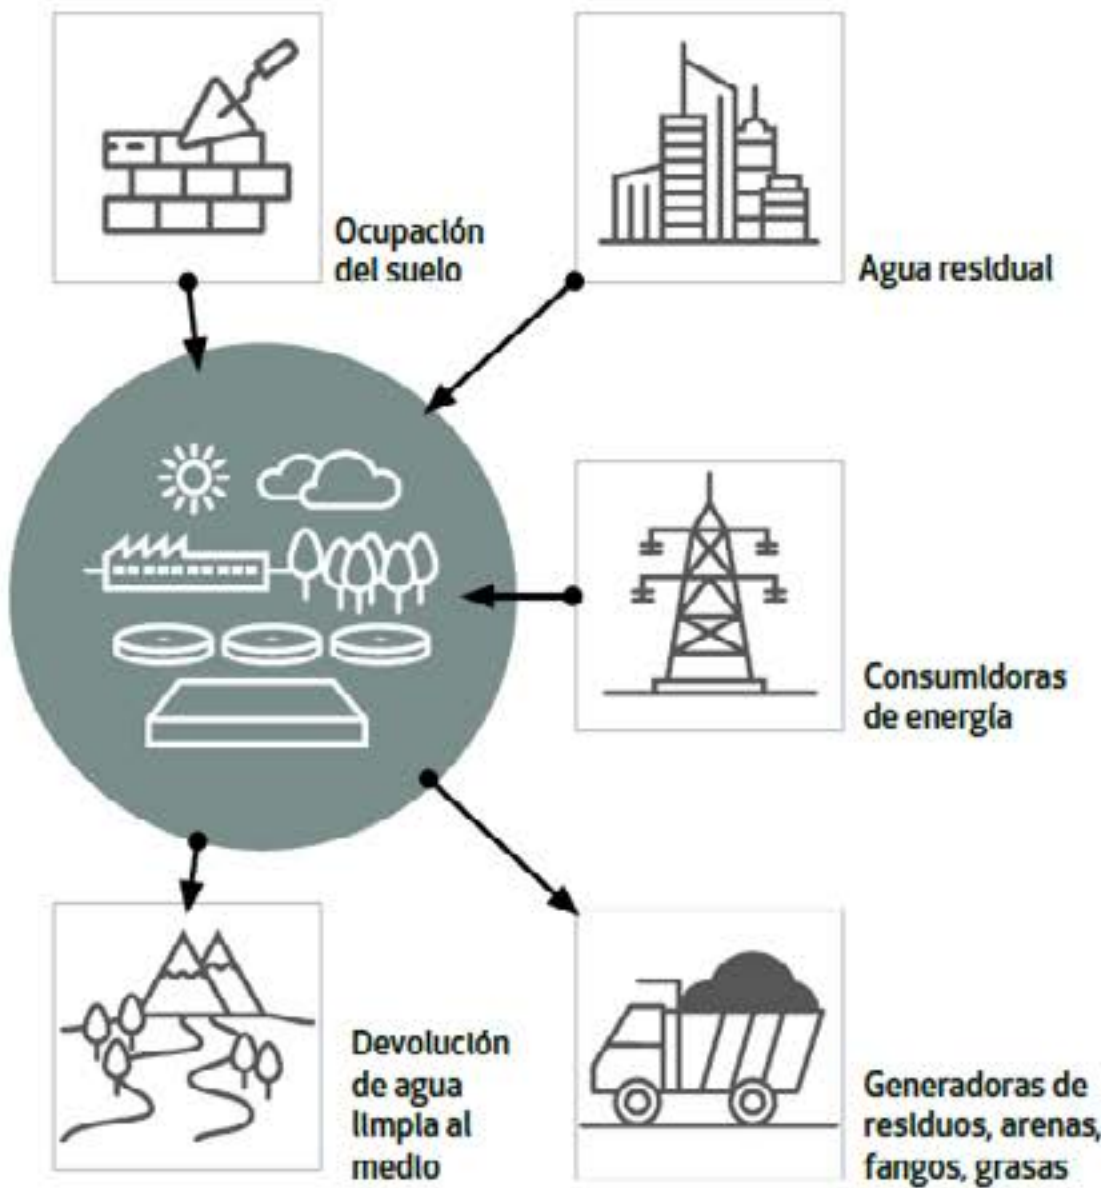 Ocupación
del suelo
Agua residual
Consumidoras
de energía
Devolución
de agua
limpia al
medio
Generadoras de
residuos, arenas,
fangos, grasas